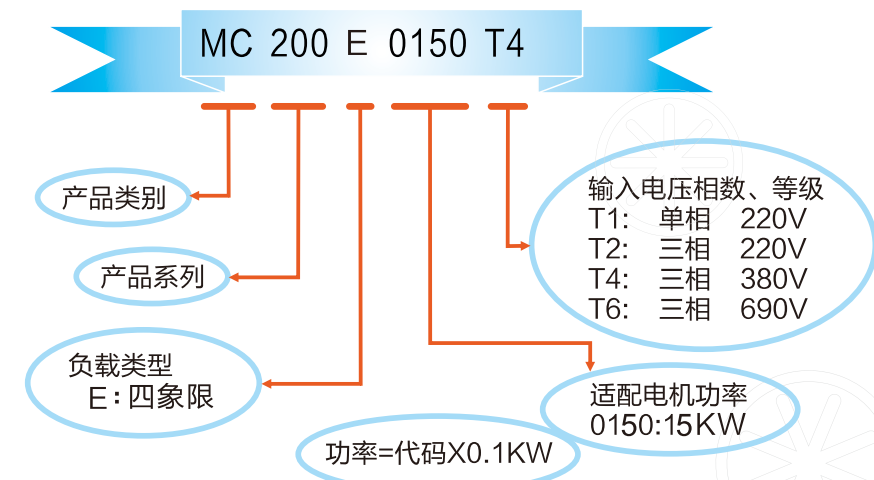 MC 200 E 0150 T4
产品类别
产品系列
负载类型
E：四象限
输入电压相数、等级
T1： 单相 220V
T2： 三相 220V
T4： 三相 380V
T6： 三相 690V
适配电机功率
0150:15KW
功率=代码X0.1KW